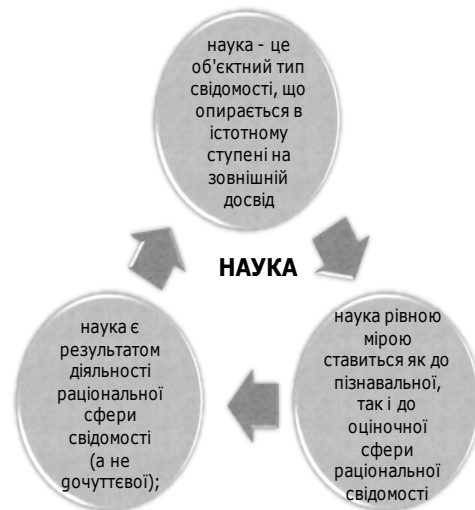 наука - це
об'єктний тип
свідомості, що
опирається в
істотному
ступені на
зовнішній
досвід
НАУКА
наука рівною
мірою
ставиться як до
пізнавальної,
так і до
оціночної
сфери
раціональної
свідомості
наука є
результатом
діяльності
раціональної
сфери
свідомості
(а не
gочуттєвої);